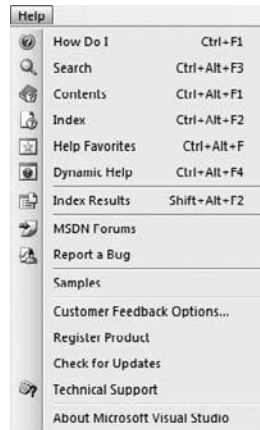 Help
How Do I Ctrl+F1
Search Ctrl+Alt+F3
Contents Ctrl+Alt+F1
Index Ctrl+Alt+F2
Help Favorites Ctrl+Alt+F
Dynamic Help Ctrl+Alt+F4
Index Results Shift+Alt+F2
MSDN Forums
Report a Bug
Samples
Customer Feedback Options...
Register Product
Check for Updates
Technical Support
About Microsoft Visual Studio